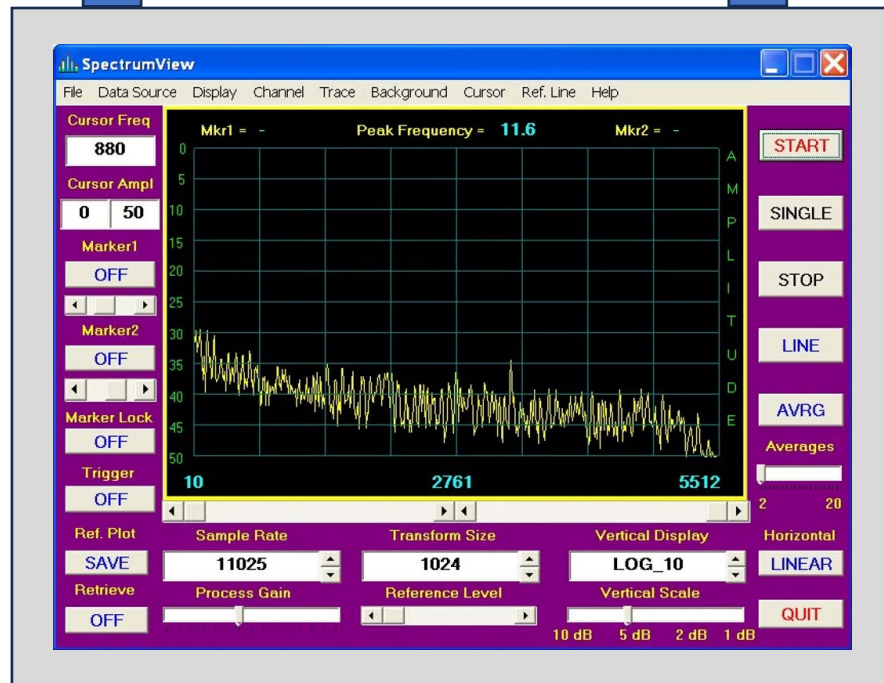 SpectrumView
File Data Source Display Channel Trace Background Cursor Ref. Line Help
Cursor Freq
880
Cursor Ampl
0 50
Marker1
OFF
Marker2
OFF
Marker Lock
OFF
Trigger
OFF
Ref. Plot
SAVE
Retrieve
OFF
Mkr1 = - Peak Frequency = 11.6 Mkr2 = -
0
5
10
15
20
25
30
35
40
45
50
AMPLITUDE
10 2761 5512
Sample Rate Transform Size Vertical Display
11025 1024 LOG_10
Process Gain Reference Level Vertical Scale
10 dB 5 dB 2 dB 1 dB
START
SINGLE
STOP
LINE
AVRG
Averages
2 20
Horizontal
LINEAR
QUIT